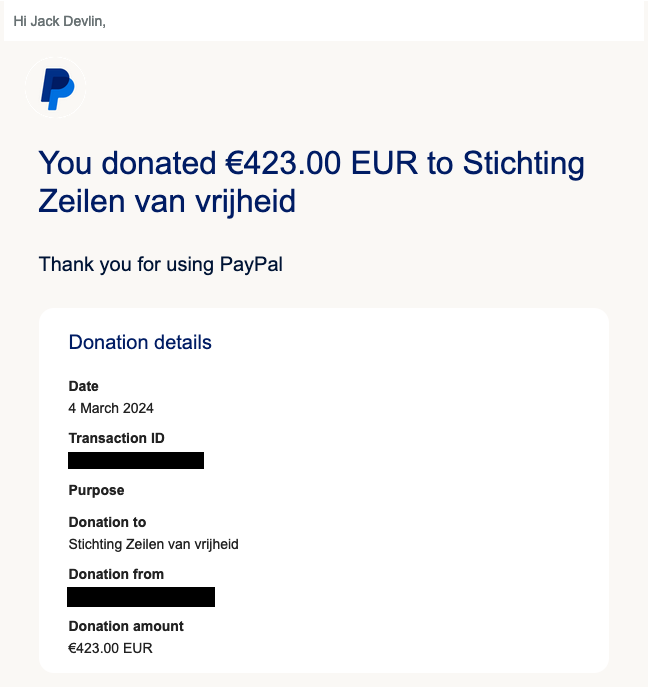 Hi Jack Devlin,
You donated €423.00 EUR to Stichting
Zeilen van vrijheid
Thank you for using PayPal
Donation details
Date
4 March 2024
Transaction ID
Purpose
Donation to
Stichting Zeilen van vrijheid
Donation from
Donation amount
€423.00 EUR